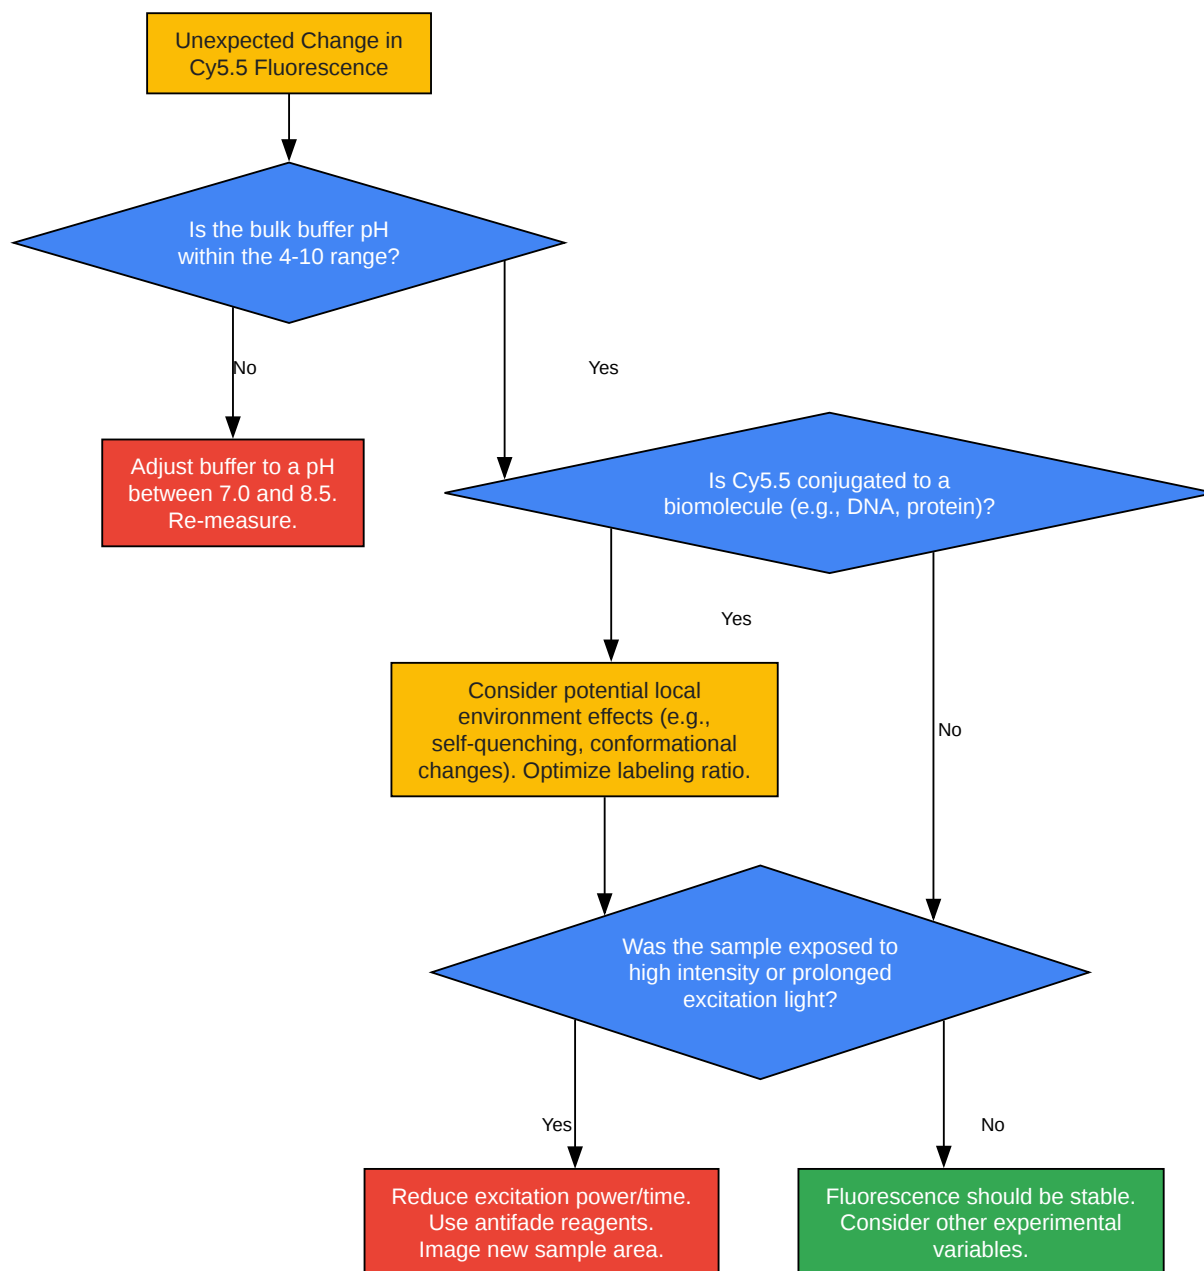 Unexpected Change in
Cy5.5 Fluorescence
Is the bulk buffer pH
within the 4-10 range?
No
Yes
Adjust buffer to a pH
between 7.0 and 8.5.
Re-measure.
Is Cy5.5 conjugated to a
biomolecule (e.g., DNA, protein)?
Yes
No
Consider potential local
environment effects (e.g.,
self-quenching, conformational
changes). Optimize labeling ratio.
Was the sample exposed to
high intensity or prolonged
excitation light?
Yes
No
Reduce excitation power/time.
Use antifade reagents.
Image new sample area.
Fluorescence should be stable.
Consider other experimental
variables.